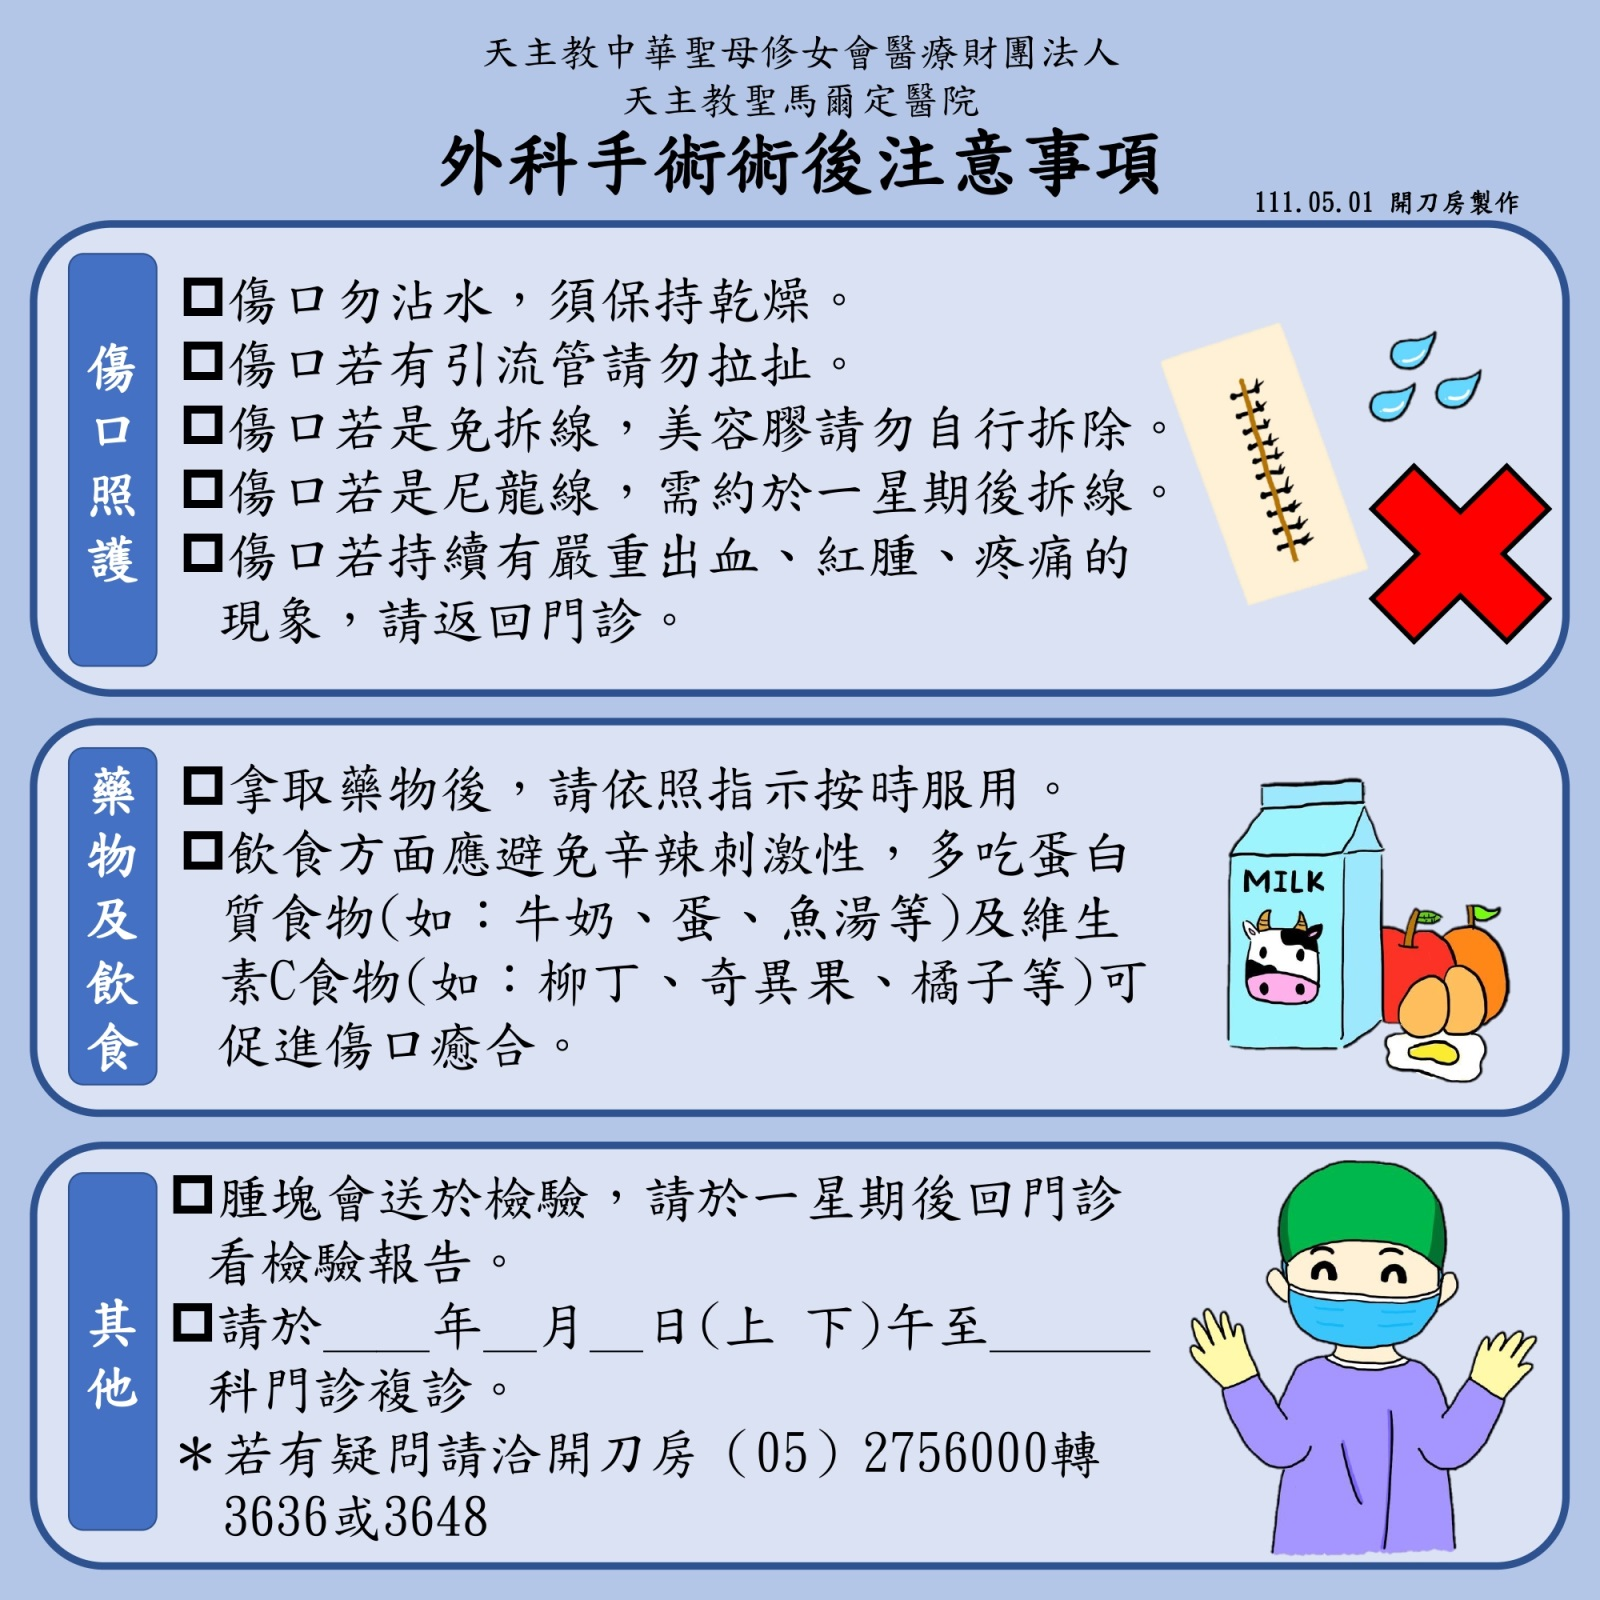 天主教中華聖母修女會醫療財團法人
天主教聖馬爾定醫院
外科手術術後注意事項
111.05.01 開刀房製作
傷口照護
□傷口勿沾水，須保持乾燥。
□傷口若有引流管請勿拉扯。
□傷口若是免拆線，美容膠請勿自行拆除。
□傷口若是尼龍線，需約於一星期後拆線。
□傷口若持續有嚴重出血、紅腫、疼痛的
現象，請返回門診。
藥物及飲食
□拿取藥物後，請依照指示按時服用。
□飲食方面應避免辛辣刺激性，多吃蛋白
質食物(如：牛奶、蛋、魚湯等)及維生
素C食物(如：柳丁、奇異果、橘子等)可
促進傷口癒合。
MILK
其他
□腫塊會送於檢驗，請於一星期後回門診
看檢驗報告。
□請於____年__月__日(上 下)午至______
科門診複診。
＊若有疑問請洽開刀房（05）2756000轉
3636或3648